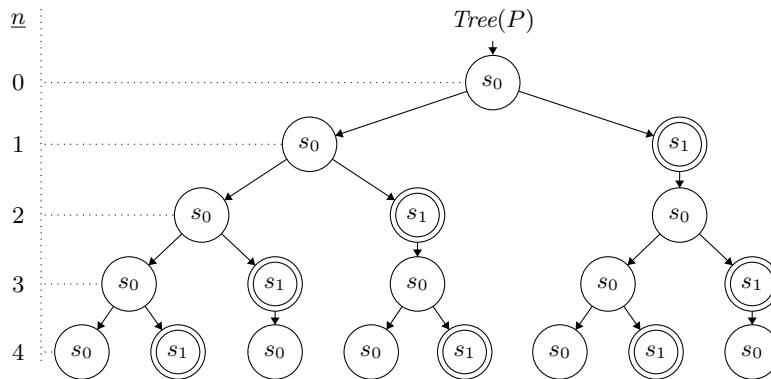 n Tree(P)
0 s₀
1 s₀ s₁
2 s₀ s₁ s₀
3 s₀ s₁ s₀ s₀ s₁
4 s₀ s₁ s₀ s₀ s₁ s₀ s₁ s₀